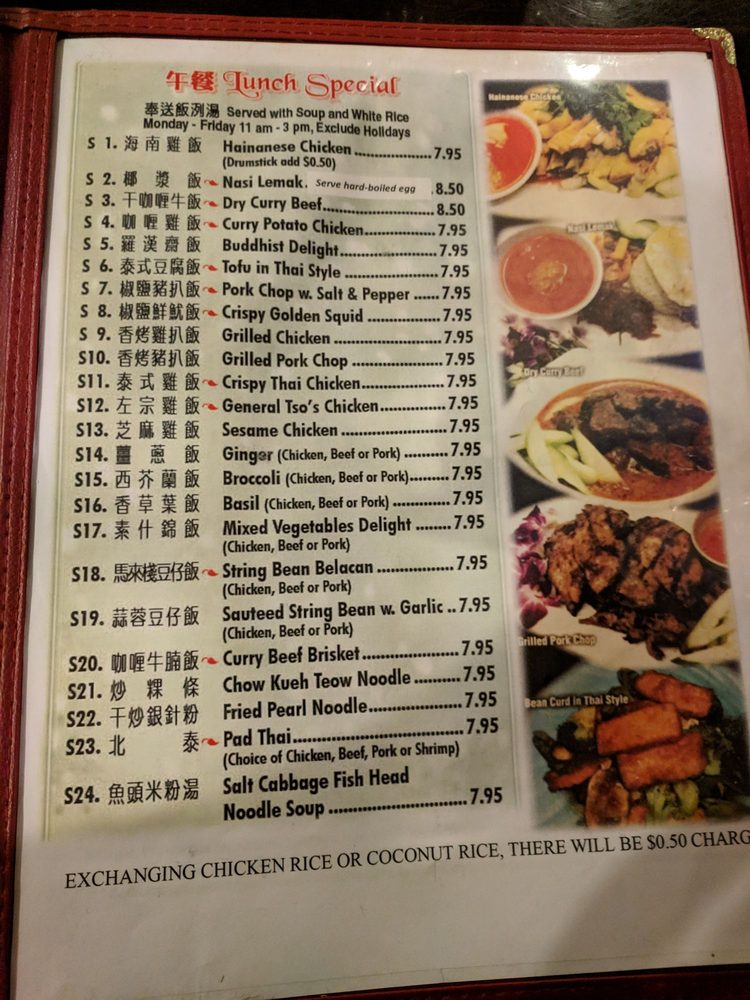 午餐 Lunch Special
奉送飯洌湯 Served with Soup and White Rice
Monday - Friday 11 am - 3 pm, Exclude Holidays
S 1. 海南雞飯 Hainanese Chicken 7.95
(Drumstick add $0.50)
S 2. 椰漿飯 Nasi Lemak. Serve hard-boiled egg .8.50
S 3. 干咖喱牛飯 Dry Curry Beef 8.50
S 4. 咖喱雞飯 Curry Potato Chicken 7.95
S 5. 羅漢齋飯 Buddhist Delight 7.95
S 6. 泰式豆腐飯 Tofu in Thai Style 7.95
S 7. 椒鹽豬扒飯 Pork Chop w. Salt & Pepper 7.95
S 8. 椒鹽鮮魷飯 Crispy Golden Squid 7.95
S 9. 香烤雞扒飯 Grilled Chicken 7.95
S10. 香烤豬扒飯 Grilled Pork Chop 7.95
S11. 泰式雞飯 Crispy Thai Chicken 7.95
S12. 左宗雞飯 General Tso's Chicken 7.95
S13. 芝麻雞飯 Sesame Chicken 7.95
S14. 薑蔥飯 Ginger (Chicken, Beef or Pork) 7.95
S15. 西芥蘭飯 Broccoli (Chicken, Beef or Pork) 7.95
S16. 香草葉飯 Basil (Chicken, Beef or Pork) 7.95
S17. 素什錦飯 Mixed Vegetables Delight 7.95
(Chicken, Beef or Pork)
S18. 馬來棧豆仔飯 String Bean Belacan 7.95
(Chicken, Beef or Pork)
S19. 蒜蓉豆仔飯 Sauteed String Bean w. Garlic 7.95
(Chicken, Beef or Pork)
S20. 咖喱牛腩飯 Curry Beef Brisket 7.95
S21. 炒粿條 Chow Kueh Teow Noodle 7.95
S22. 干炒銀針粉 Fried Pearl Noodle 7.95
S23. 北泰 Pad Thai 7.95
(Choice of Chicken, Beef, Pork or Shrimp)
S24. 魚頭米粉湯 Salt Cabbage Fish Head
Noodle Soup 7.95
Hainanese Chicken
Nasi Lemak
Dry Curry Beef
Grilled Pork Chop
Bean Curd in Thai Style
EXCHANGING CHICKEN RICE OR COCONUT RICE, THERE WILL BE $0.50 CHARG